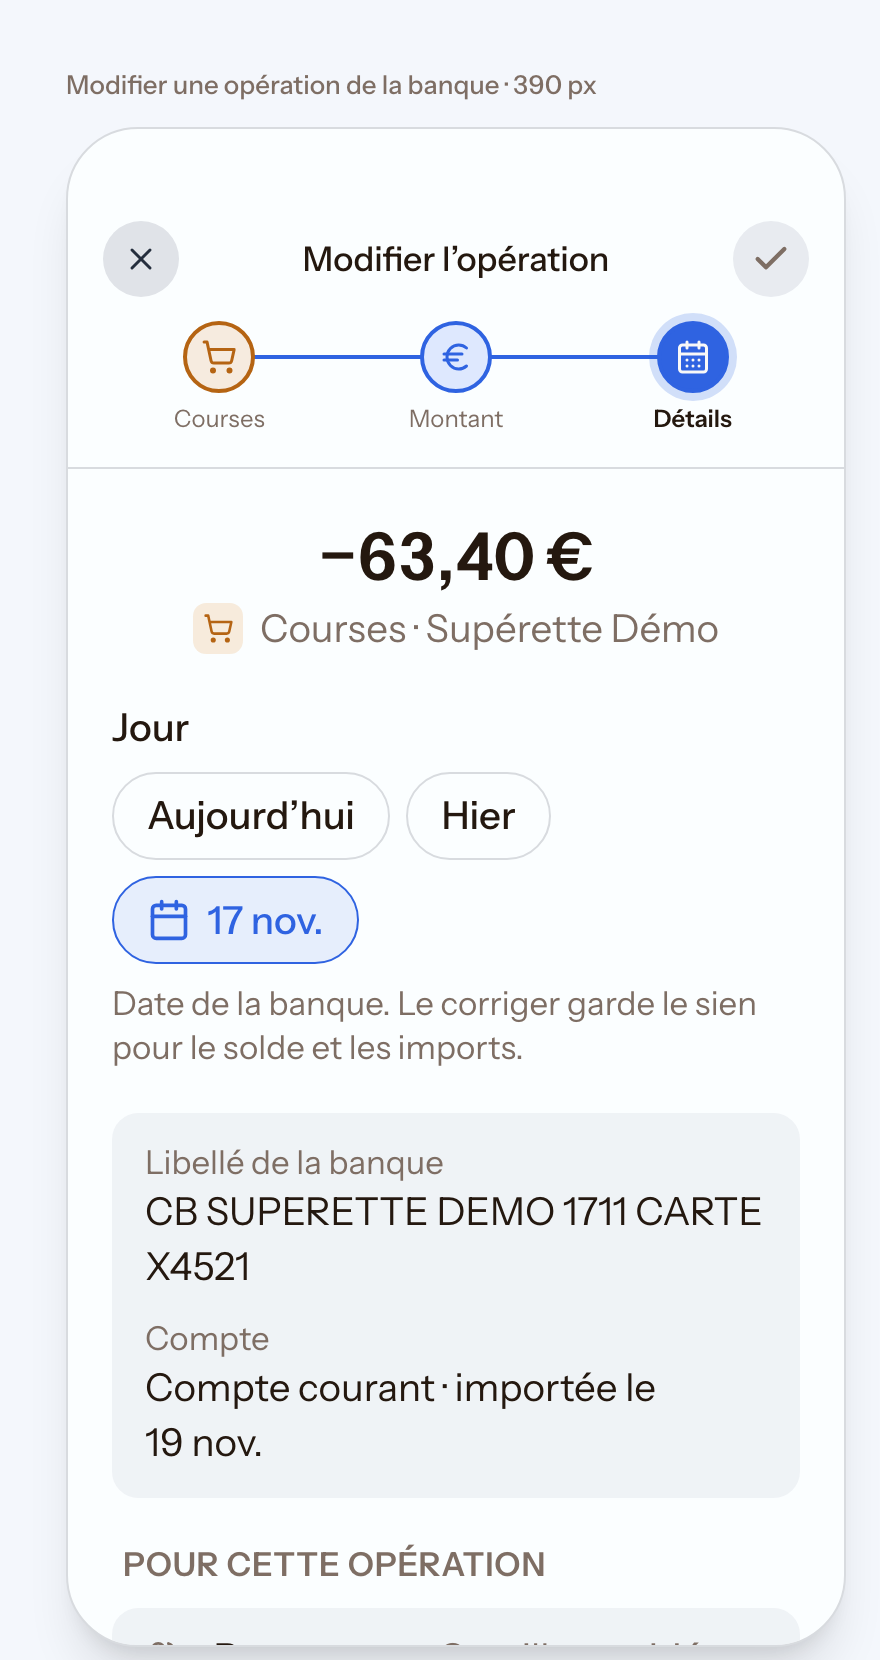 Modifier une opération de la banque · 390 px
Modifier l’opération
€
Courses
Montant
Détails
−63,40 €
Courses · Supérette Démo
Jour
Aujourd’hui
Hier
17 nov.
Date de la banque. Le corriger garde le sien
pour le solde et les imports.
Libellé de la banque
CB SUPERETTE DEMO 1711 CARTE
X4521
Compte
Compte courant · importée le
19 nov.
POUR CETTE OPÉRATION